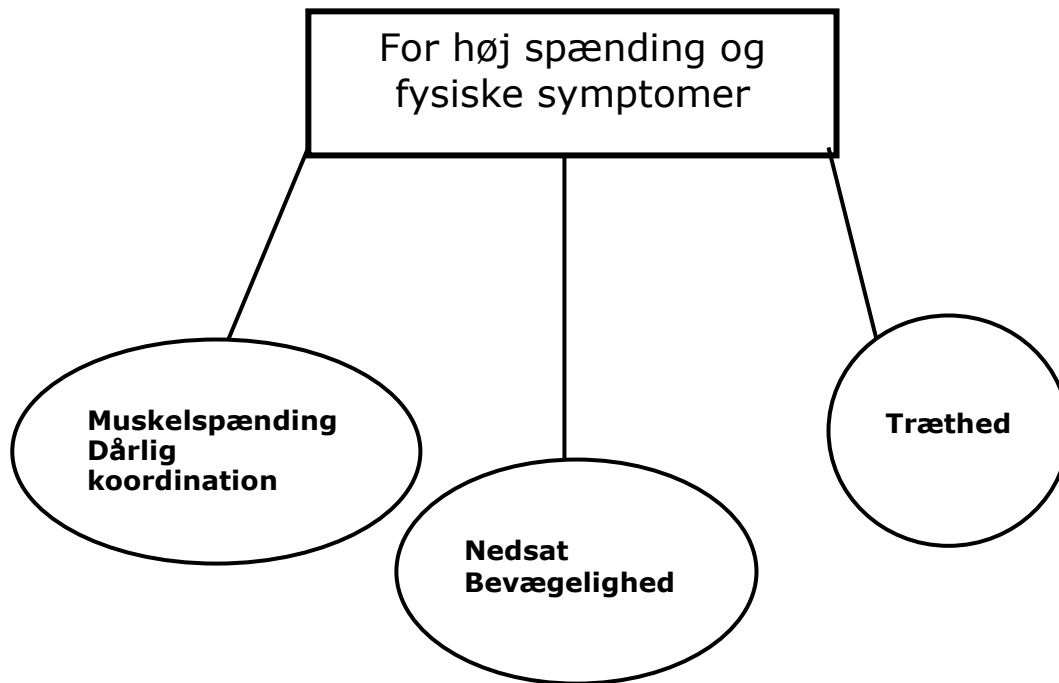 For høj spænding og
fysiske symptomer
Muskelspænding
Dårlig
koordination
Nedsat
Bevægelighed
Træthed